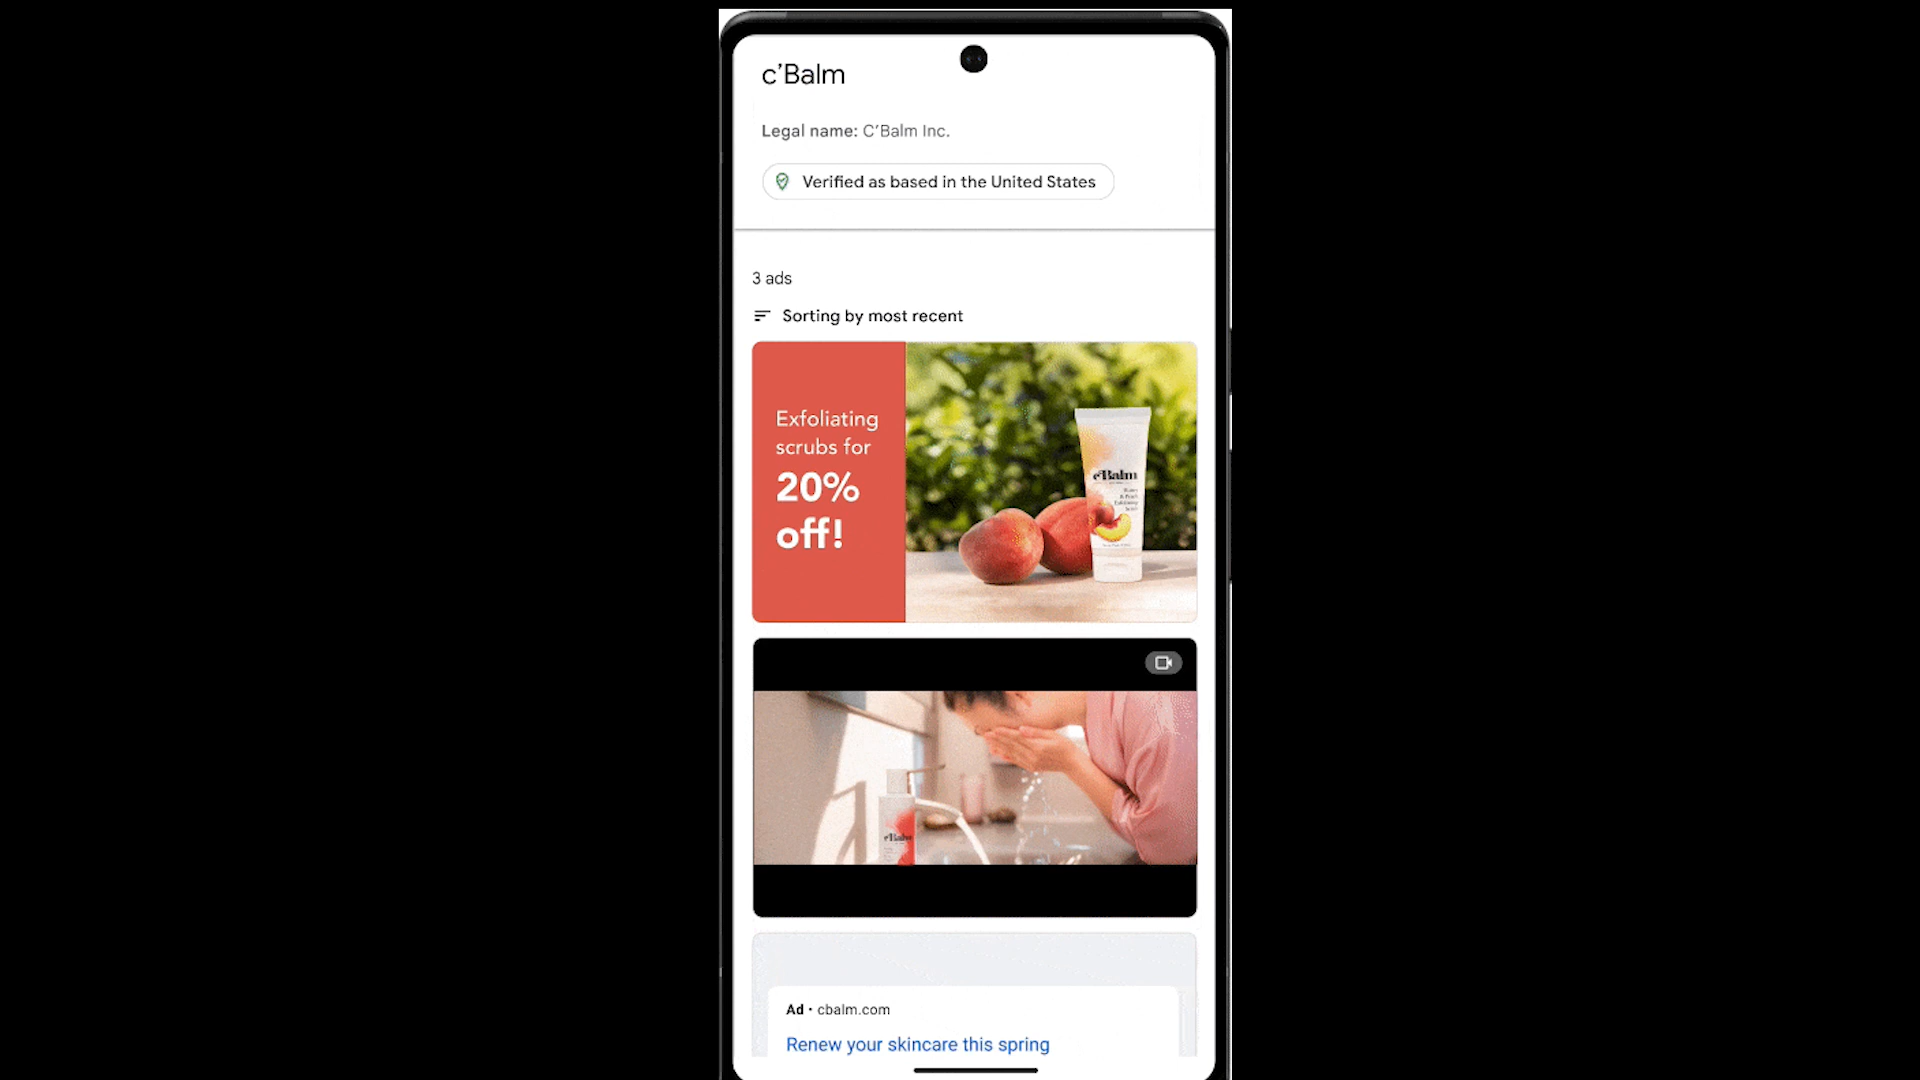 c’Balm
Legal name: C’Balm Inc.
Verified as based in the United States
3 ads
Sorting by most recent
Exfoliating
scrubs for
20%
off!
c'Balm
c'Balm
Ad • cbalm.com
Renew your skincare this spring